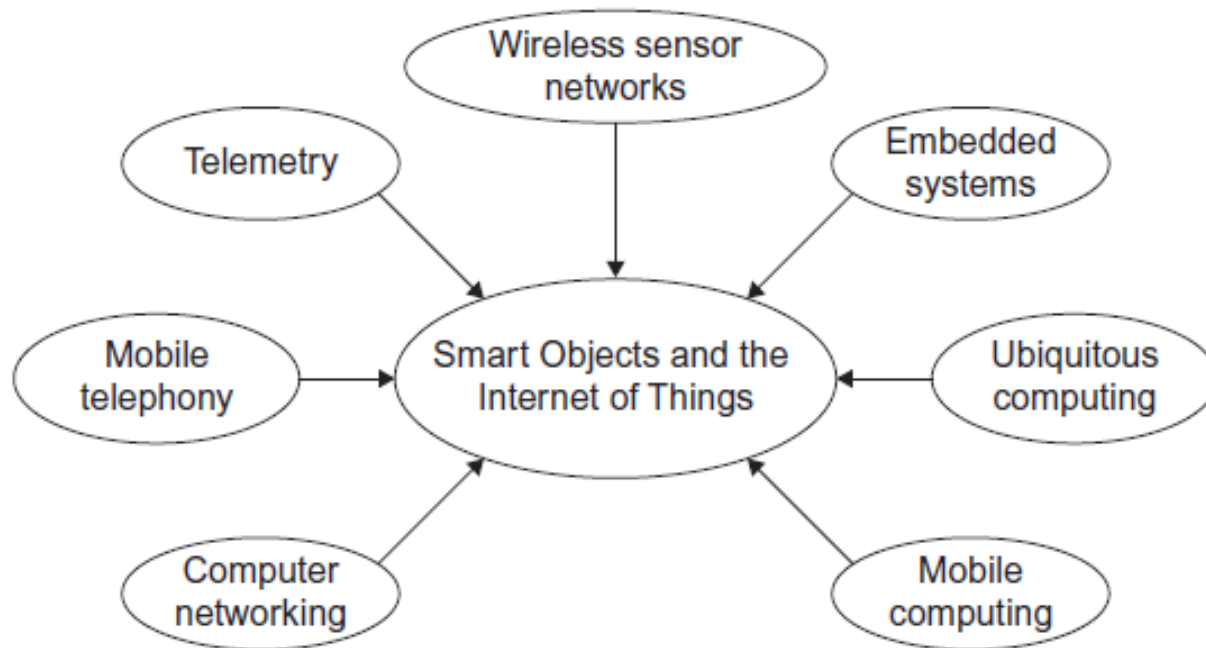 Wireless sensor
networks
Telemetry
Embedded
systems
Mobile
telephony
Smart Objects and the
Internet of Things
Ubiquitous
computing
Computer
networking
Mobile
computing